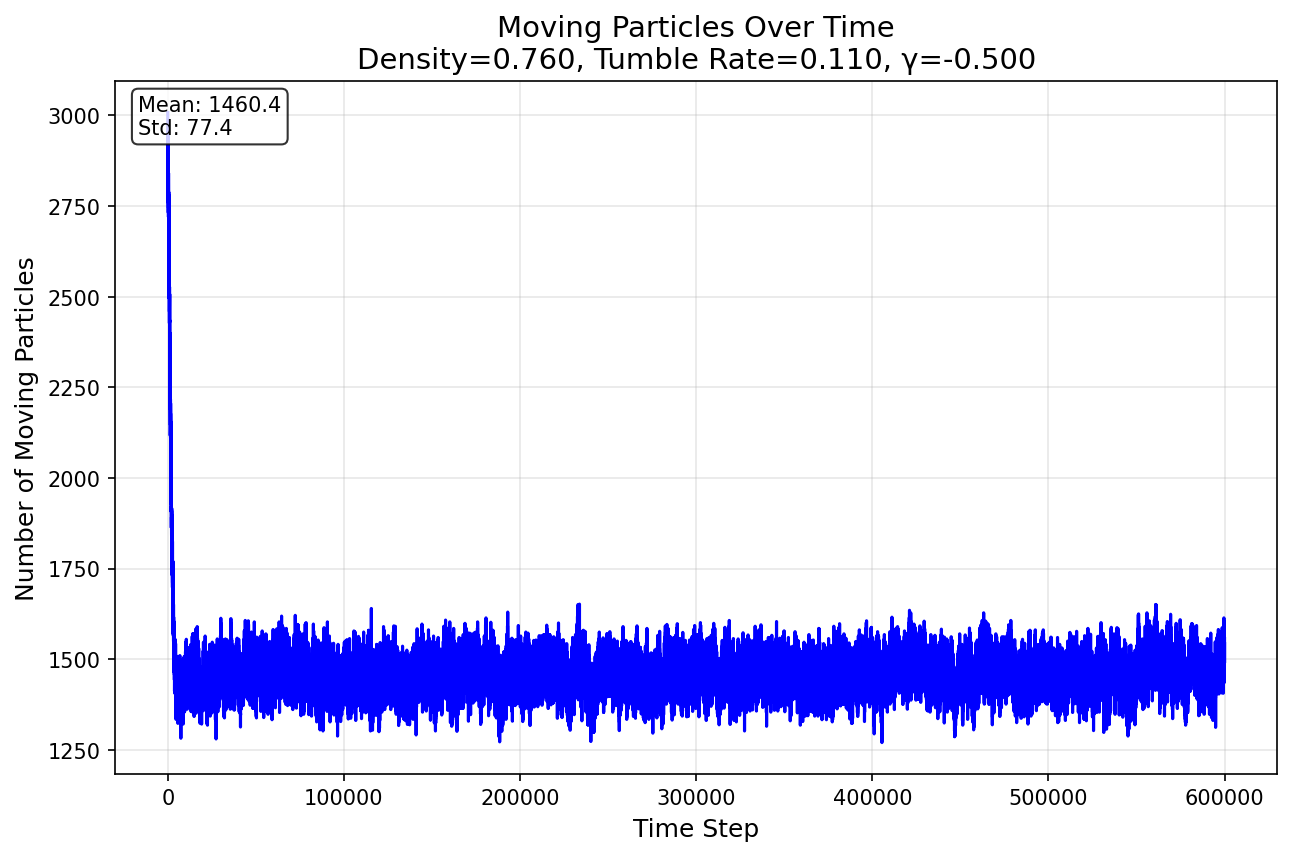 Moving Particles Over Time
Density=0.760, Tumble Rate=0.110, γ=-0.500
Mean: 1460.4
Std: 77.4
Number of Moving Particles
3000
2750
2500
2250
2000
1750
1500
1250
0 100000 200000 300000 400000 500000 600000
Time Step